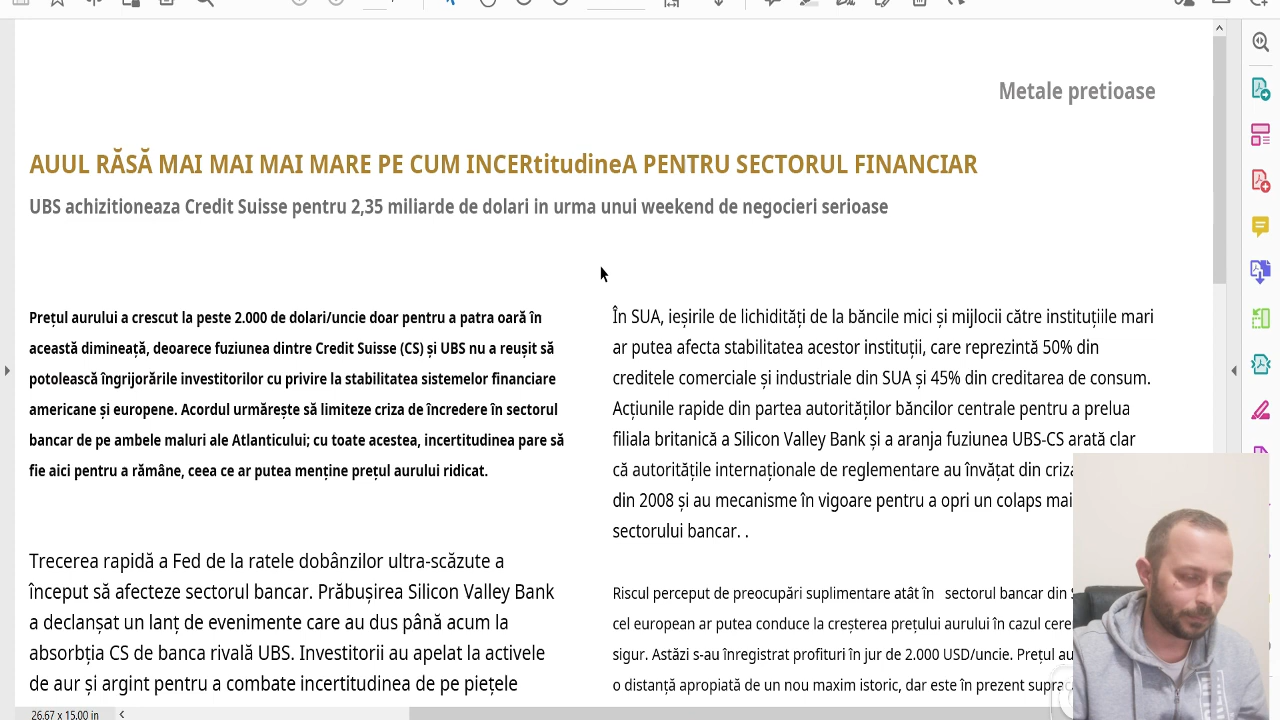 Metale pretioase
AUUL RĂSĂ MAI MAI MAI MARE PE CUM INCERtitudineA PENTRU SECTORUL FINANCIAR
UBS achizitioneaza Credit Suisse pentru 2,35 miliarde de dolari in urma unui weekend de negocieri serioase
Prețul aurului a crescut la peste 2.000 de dolari/uncie doar pentru a patra oară în
această dimineață, deoarece fuziunea dintre Credit Suisse (CS) și UBS nu a reușit să
potolească îngrijorările investitorilor cu privire la stabilitatea sistemelor financiare
americane și europene. Acordul urmărește să limiteze criza de încredere în sectorul
bancar de pe ambele maluri ale Atlanticului; cu toate acestea, incertitudinea pare să
fie aici pentru a rămâne, ceea ce ar putea menține prețul aurului ridicat.
Trecerea rapidă a Fed de la ratele dobânzilor ultra-scăzute a
început să afecteze sectorul bancar. Prăbușirea Silicon Valley Bank
a declanșat un lanț de evenimente care au dus până acum la
absorbția CS de banca rivală UBS. Investitorii au apelat la activele
de aur și argint pentru a combate incertitudinea de pe piețele
În SUA, ieșirile de lichidități de la băncile mici și mijlocii către instituțiile mari
ar putea afecta stabilitatea acestor instituții, care reprezintă 50% din
creditele comerciale și industriale din SUA și 45% din creditarea de consum.
Acțiunile rapide din partea autorităților băncilor centrale pentru a prelua
filiala britanică a Silicon Valley Bank și a aranja fuziunea UBS-CS arată clar
că autoritățile internaționale de reglementare au învățat din criza
din 2008 și au mecanisme în vigoare pentru a opri un colaps mai
sectorului bancar. .
Riscul perceput de preocupări suplimentare atât în sectorul bancar din
cel european ar putea conduce la creșterea prețului aurului în cazul
sigur. Astăzi s-au înregistrat profituri în jur de 2.000 USD/uncie. Prețul
o distanță apropiată de un nou maxim istoric, dar este în prezent
26.67 x 15.00 in